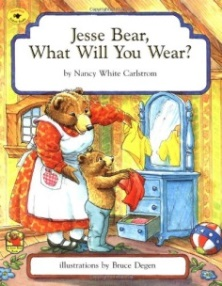 Jesse Bear,
What Will You Wear?
by Nancy White Carlstrom
illustrations by Bruce Degen